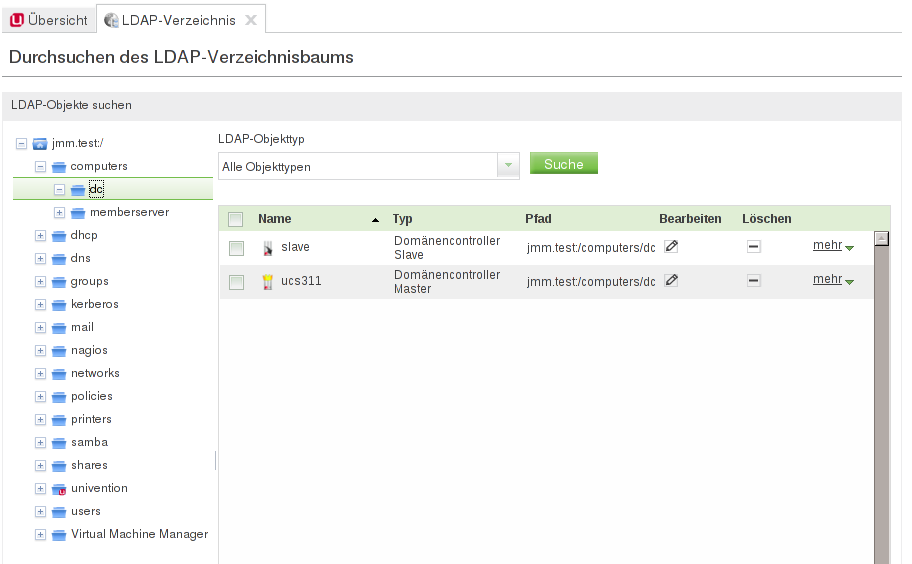 Übersicht
LDAP-Verzeichnis
Durchsuchen des LDAP-Verzeichnisbaums
LDAP-Objekte suchen
jmm.test:/
computers
dc
memberserver
dhcp
dns
groups
kerberos
mail
nagios
networks
policies
printers
samba
shares
univention
users
Virtual Machine Manager
LDAP-Objekttyp
Alle Objekttypen
Suche
Name Typ Pfad Bearbeiten Löschen
slave Domänencontroller Slave jmm.test:/computers/dc mehr
ucs311 Domänencontroller Master jmm.test:/computers/dc mehr